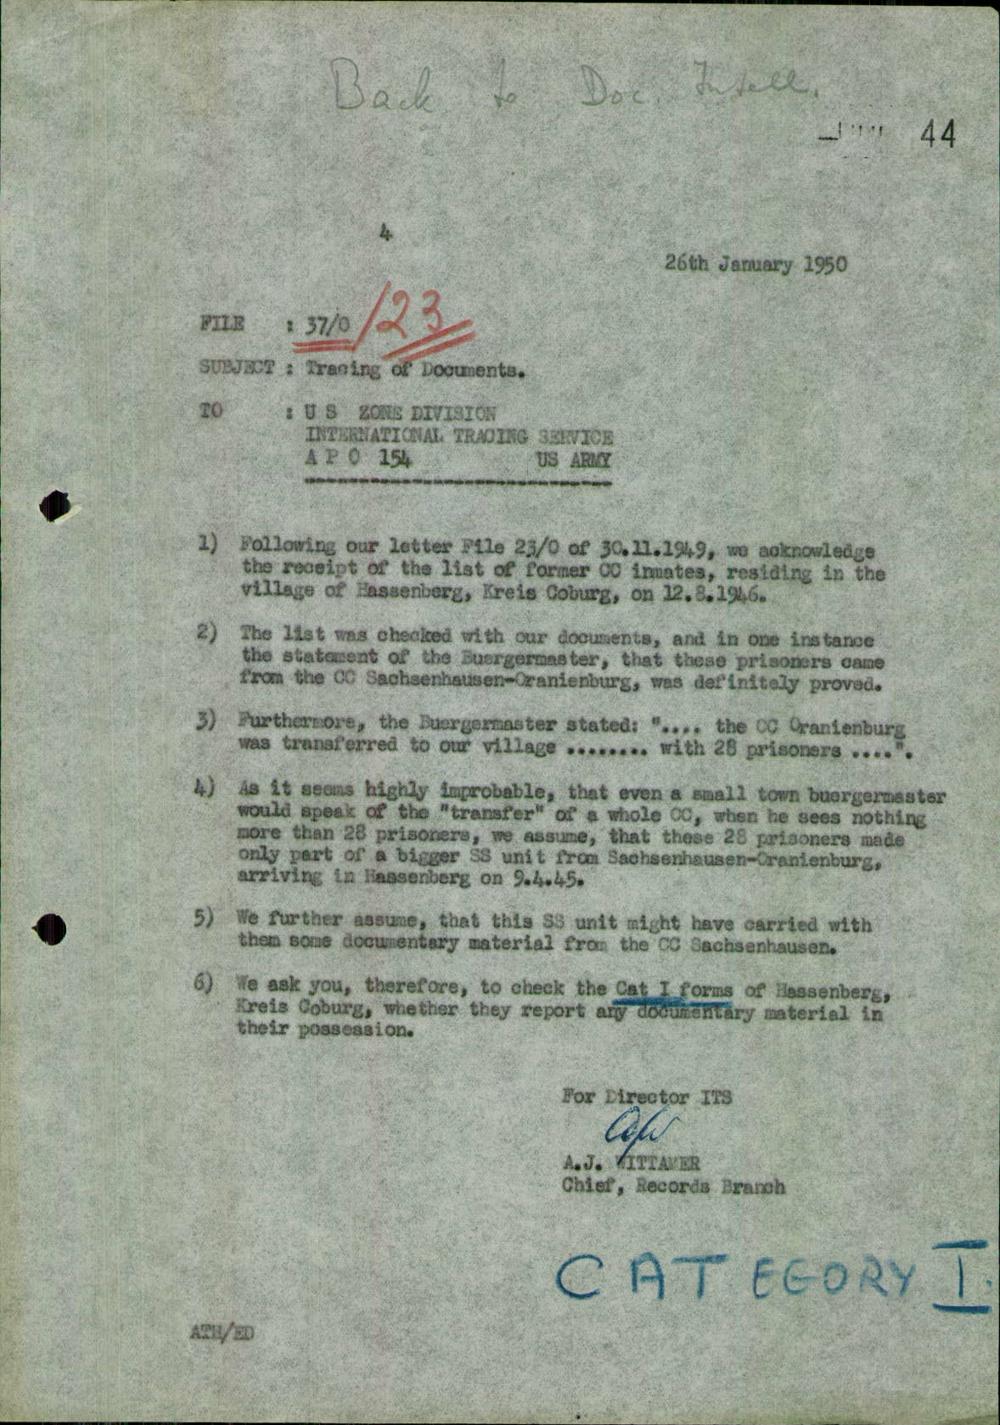 Back to Doc. Intell.
44
4
26th January 1950
FILE : 37/0 /23
SUBJECT : Tracing of Documents.
TO : U S ZONE DIVISION
INTERNATIONAL TRACING SERVICE
A P O 154 US ARMY
1) Following our letter File 23/0 of 30.11.1949, we acknowledge
the receipt of the list of former CC inmates, residing in the
village of Hassenberg, Kreis Coburg, on 12.8.1946.
2) The list was checked with our documents, and in one instance
the statement of the Buergermaster, that these prisoners came
from the CC Sachsenhausen-Oranienburg, was definitely proved.
3) Furthermore, the Buergermaster stated: ".... the CC Oranienburg
was transferred to our village ........ with 28 prisoners ....".
4) As it seems highly improbable, that even a small town buergermaster
would speak of the "transfer" of a whole CC, when he sees nothing
more than 28 prisoners, we assume, that these 28 prisoners made
only part of a bigger SS unit from Sachsenhausen-Oranienburg,
arriving in Hassenberg on 9.4.45.
5) We further assume, that this SS unit might have carried with
them some documentary material from the CC Sachsenhausen.
6) We ask you, therefore, to check the Cat I forms of Hassenberg,
Kreis Coburg, whether they report any documentary material in
their possession.
For Director ITS
A.J. WITTAMER
Chief, Records Branch
CATEGORY I.
ATH/ED